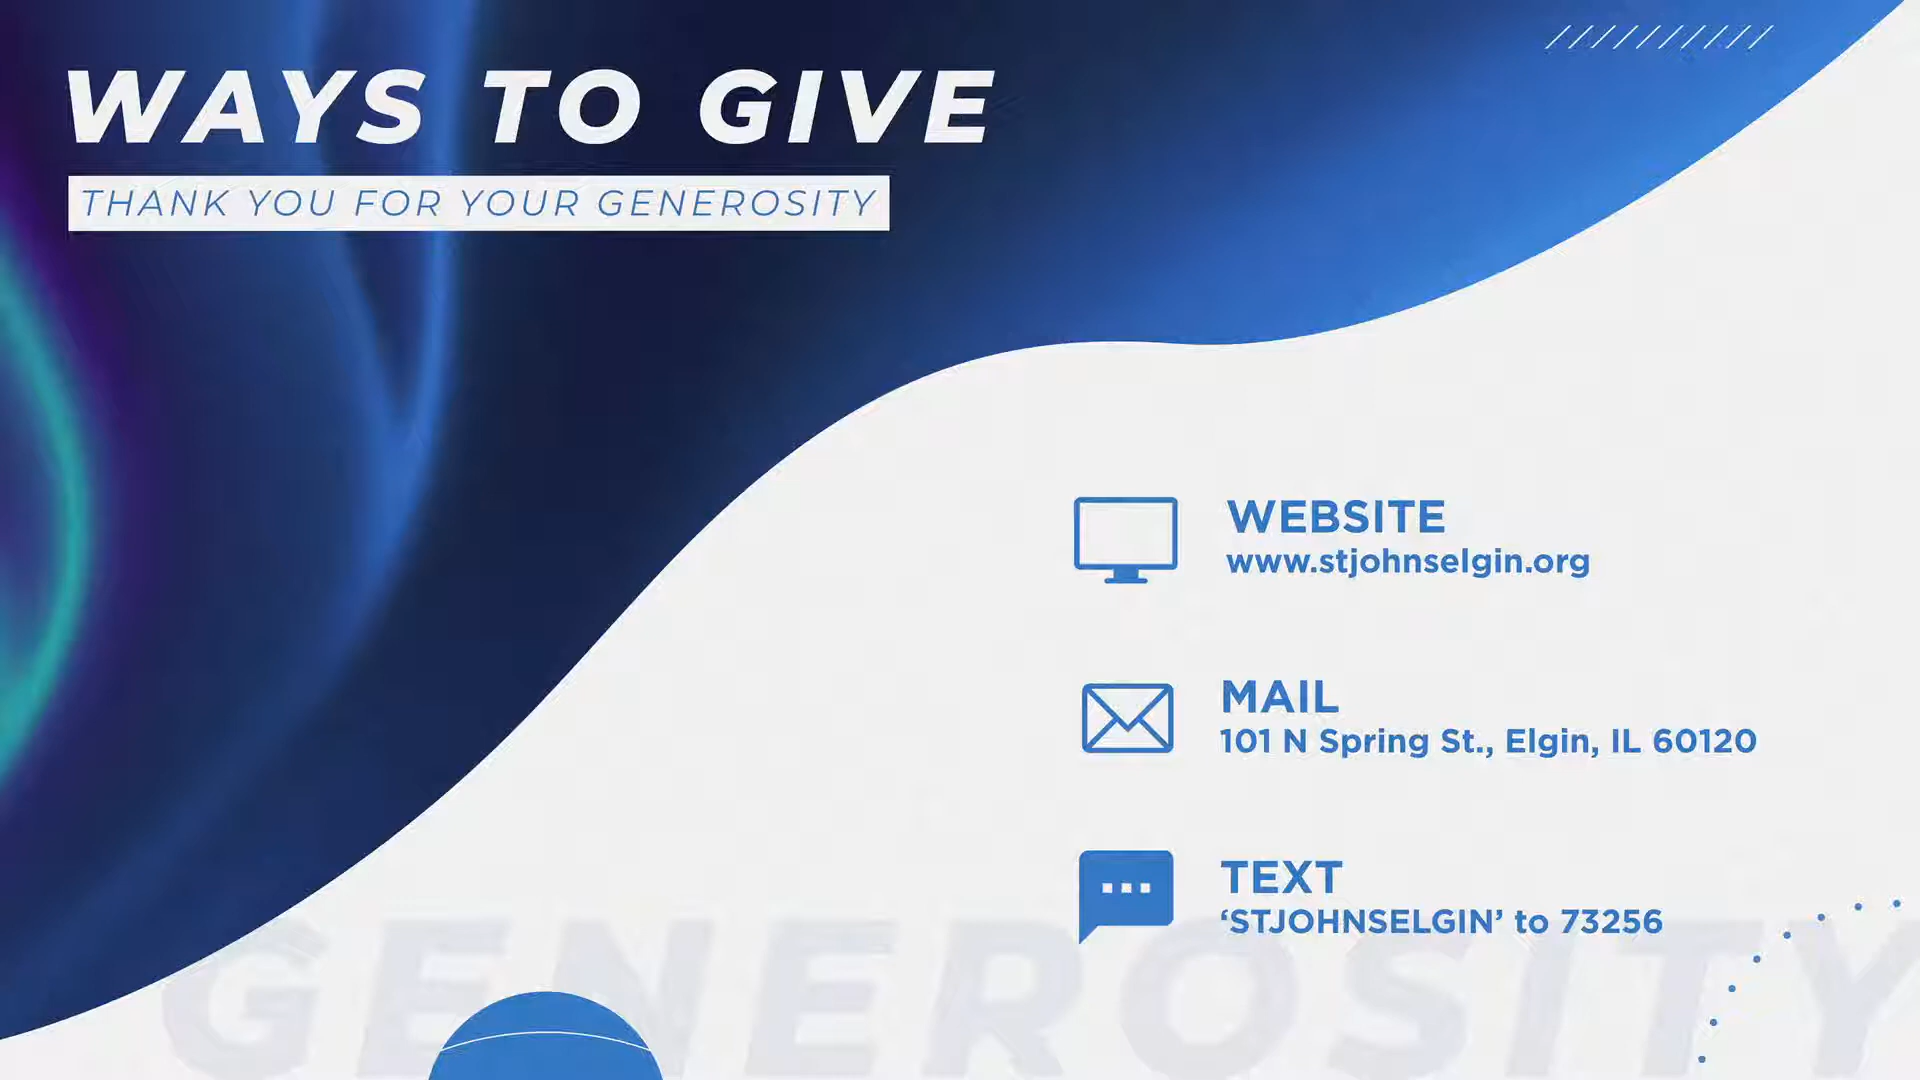 WAYS TO GIVE
THANK YOU FOR YOUR GENEROSITY
WEBSITE
www.stjohnselgin.org
MAIL
101 N Spring St., Elgin, IL 60120
TEXT
‘STJOHNSELGIN’ to 73256
GENEROSITY